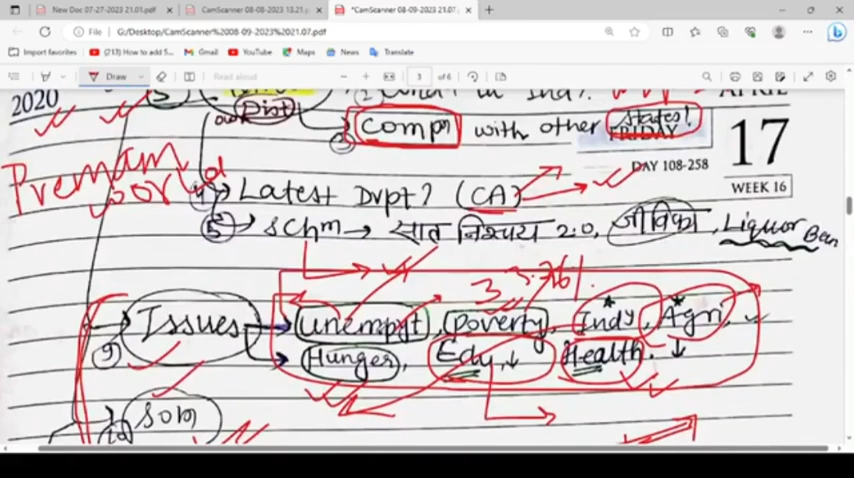 New Doc 07-27-2023 21.01.pdf
CamScanner 08-08-2023 13.21.pdf
*CamScanner 08-09-2023 21.07.pdf
File G:/Desktop/CamScanner%2008-09-2023%2021.07.pdf
Import favorites (213) How to add S... Gmail YouTube Maps News Translate
Draw Read aloud 3 of 6
2020
Dist
Comp with other states!
FRIDAY
17
DAY 108-258
WEEK 16
4 Latest Dvpt? (CA)
5 schm → सात निश्चय 2.0, जीविका, Liquor Ban
9 Issues unempyt, Poverty, Indy, Agri,
Hunger, Edu↓, Health. ↓
10